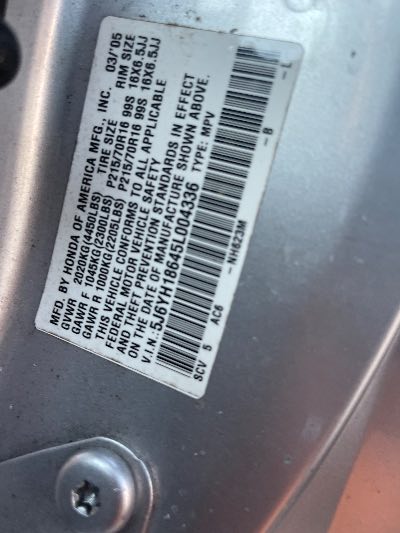 MFD. BY HONDA OF AMERICA MFG., INC. 03/'05
GVWR 2020KG(4450LBS) TIRE SIZE RIM SIZE
GAWR F 1045KG(2300LBS) P215/70R16 99S 16X6.5JJ
GAWR R 1000KG(2205LBS) P215/70R16 99S 16X6.5JJ
THIS VEHICLE CONFORMS TO ALL APPLICABLE
FEDERAL MOTOR VEHICLE SAFETY
AND THEFT PREVENTION STANDARDS IN EFFECT
ON THE DATE OF MANUFACTURE SHOWN ABOVE.
V.I.N.: 5J6YH18645L004336 TYPE: MPV
SCV 5 AC6 -NH623M -B -L